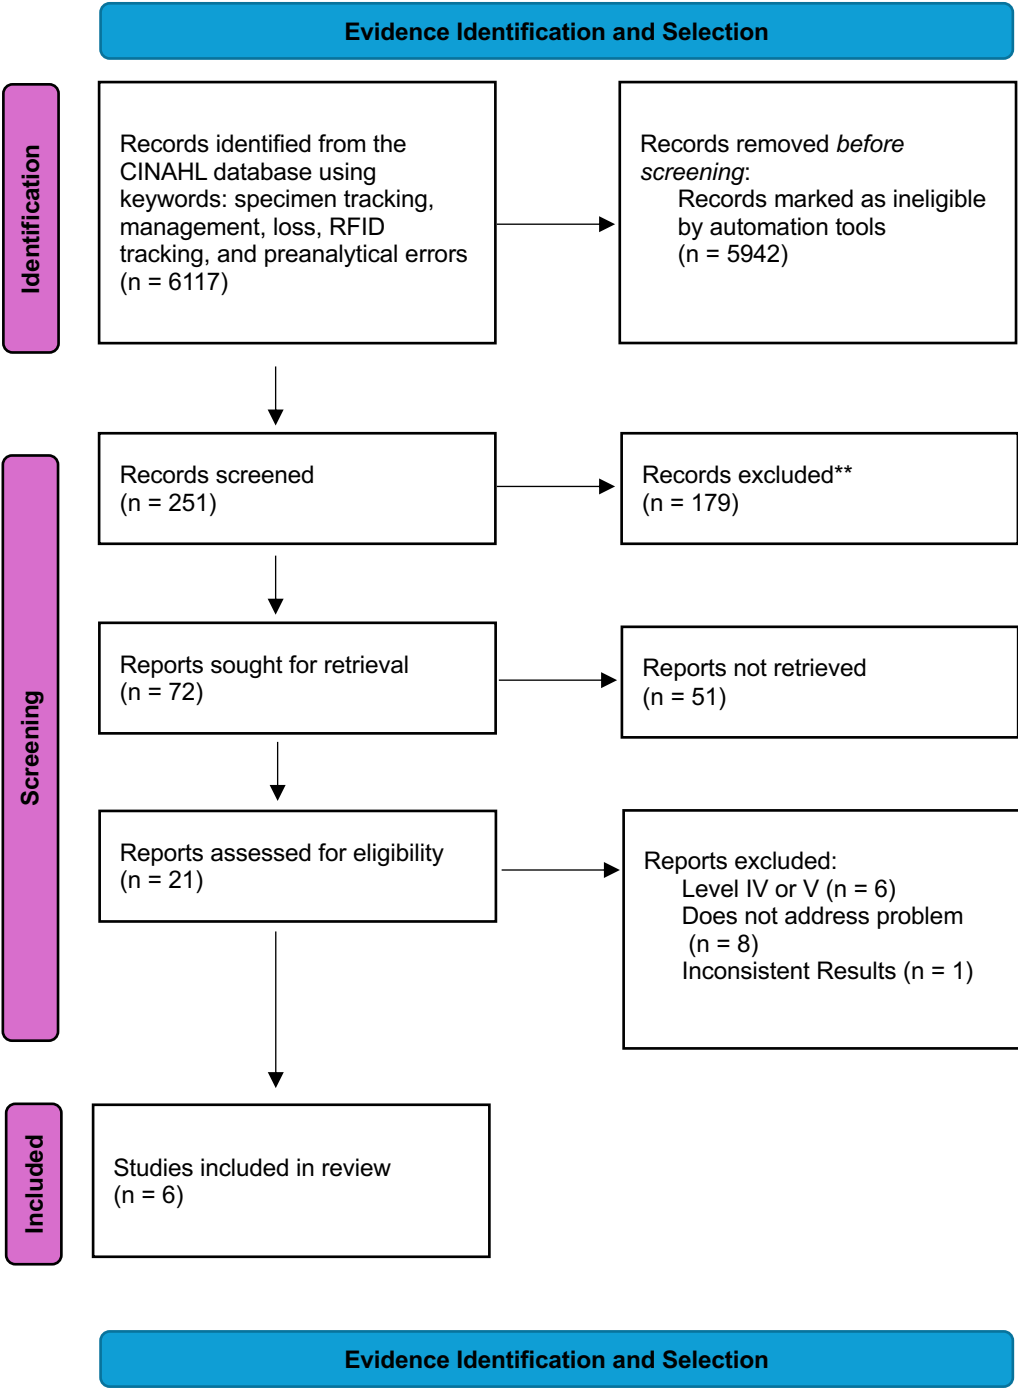 Evidence Identification and Selection
Identification
Records identified from the
CINAHL database using
keywords: specimen tracking,
management, loss, RFID
tracking, and preanalytical errors
(n = 6117)
Records removed before
screening:
Records marked as ineligible
by automation tools
(n = 5942)
Screening
Records screened
(n = 251)
Records excluded**
(n = 179)
Reports sought for retrieval
(n = 72)
Reports not retrieved
(n = 51)
Reports assessed for eligibility
(n = 21)
Reports excluded:
Level IV or V (n = 6)
Does not address problem
(n = 8)
Inconsistent Results (n = 1)
Included
Studies included in review
(n = 6)
Evidence Identification and Selection